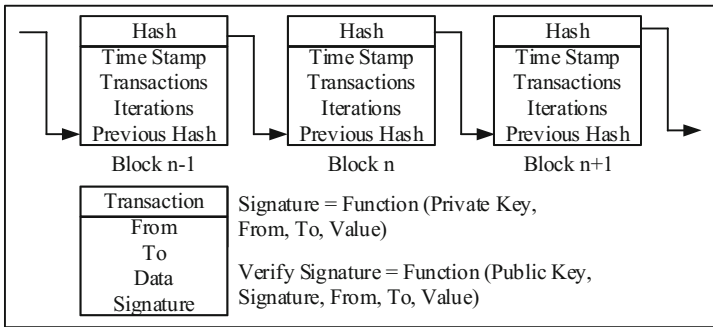 Hash
Time Stamp
Transactions
Iterations
Previous Hash
Block n-1
Hash
Time Stamp
Transactions
Iterations
Previous Hash
Block n
Hash
Time Stamp
Transactions
Iterations
Previous Hash
Block n+1
Transaction
From
To
Data
Signature
Signature = Function (Private Key,
From, To, Value)
Verify Signature = Function (Public Key,
Signature, From, To, Value)